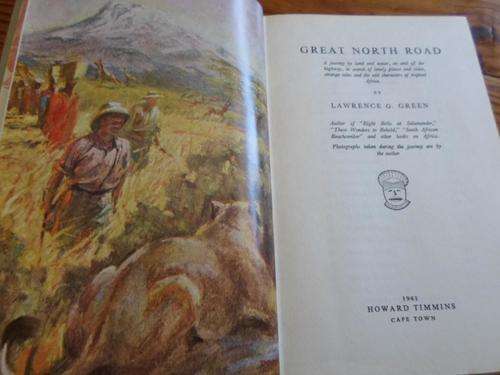 GREAT NORTH ROAD
A journey by land and water, on and off the
highway, in search of lonely places and cities,
strange tales and the odd characters of tropical
Africa.
BY
LAWRENCE G. GREEN
Author of "Eight Bells at Salamander,"
"These Wonders to Behold," "South African
Beachcomber" and other books on Africa.
Photographs taken during the journey are by
the author
1961
HOWARD TIMMINS
CAPE TOWN